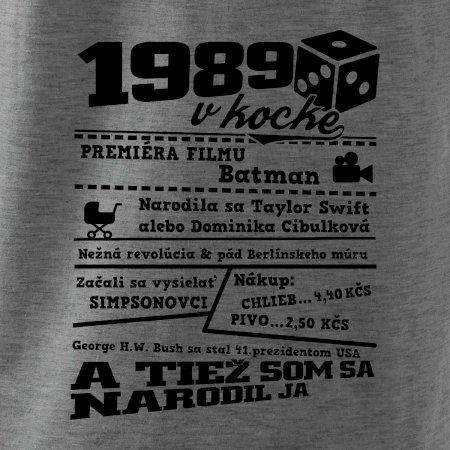 1989
v kocke
PREMIÉRA FILMU
Batman
Narodila sa Taylor Swift
alebo Dominika Cibulková
Nežná revolúcia & pád Berlínskeho múru
Začali sa vysielať
SIMPSONOVCI
Nákup:
CHLIEB...4,40 KČS
PIVO...2,50 KČS
George H.W. Bush sa stal 41.prezidentom USA
A TIEŽ SOM SA
NARODIL JA